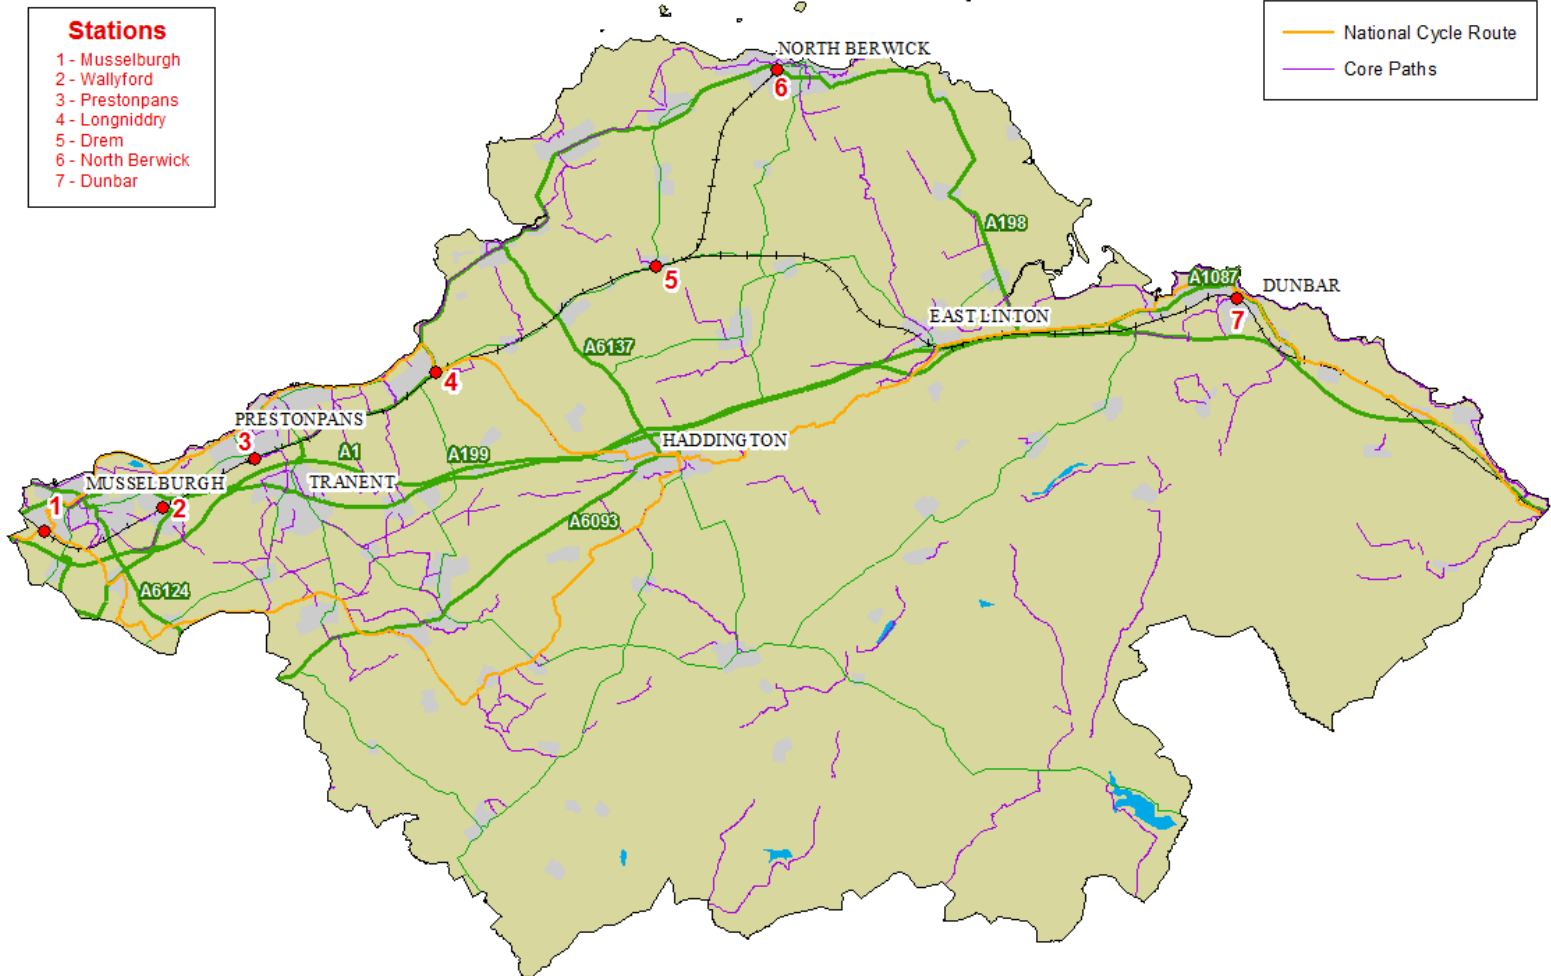 Stations
1 - Musselburgh
2 - Wallyford
3 - Prestonpans
4 - Longniddry
5 - Drem
6 - North Berwick
7 - Dunbar
National Cycle Route
Core Paths
NORTH BERWICK
6
A198
5
A1087
DUNBAR
7
EAST LINTON
A6137
4
PRESTONPANS
3
A1
A199
HADDINGTON
MUSSELBURGH
TRANENT
1
2
A6093
A6124